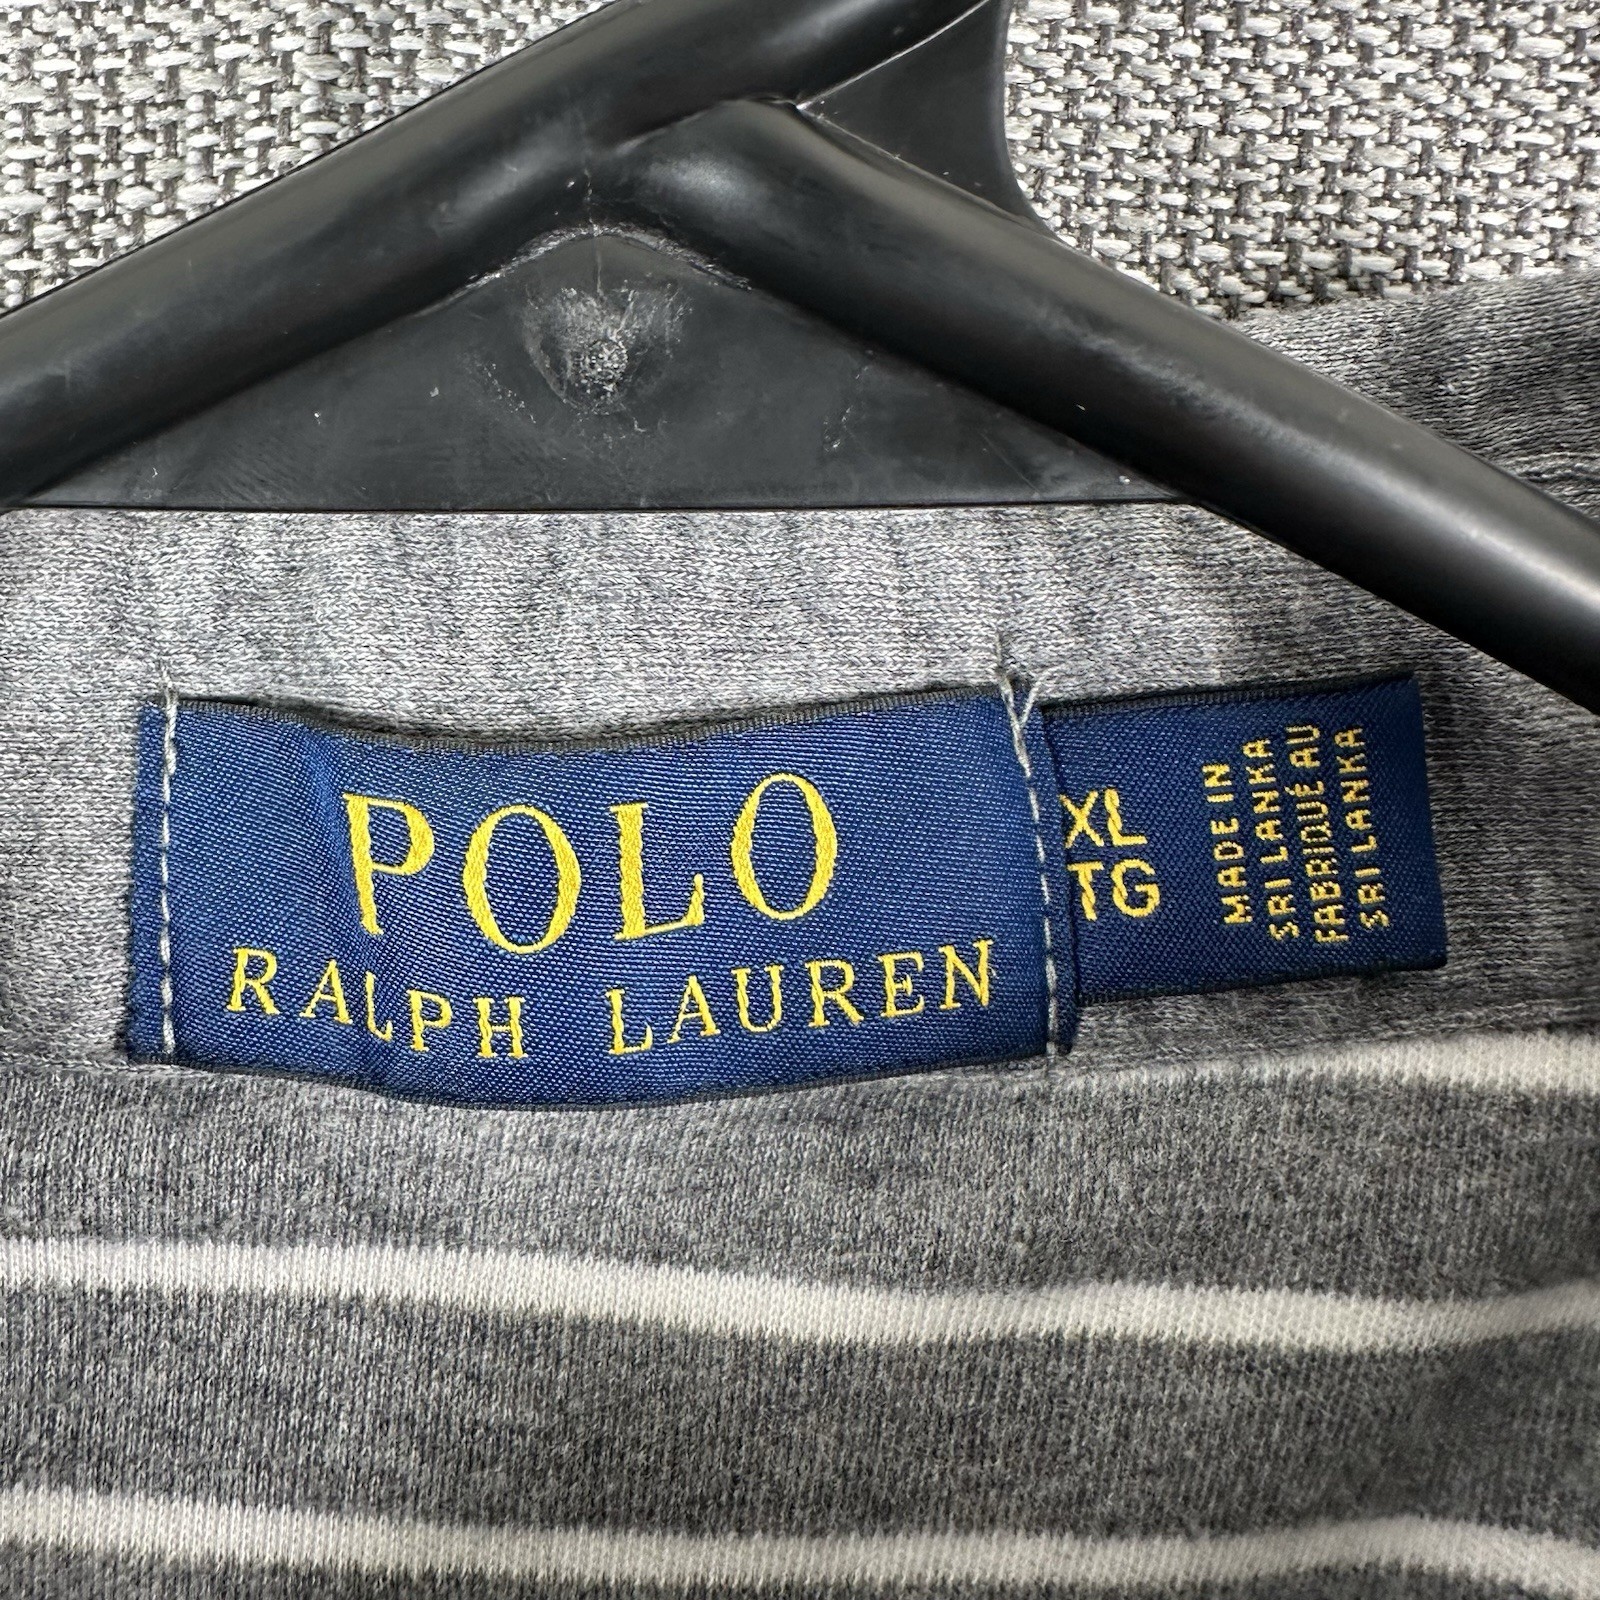 POLO
RALPH LAUREN
XL
TG
MADE IN
SRI LANKA
FABRIQUÉ AU
SRI LANKA